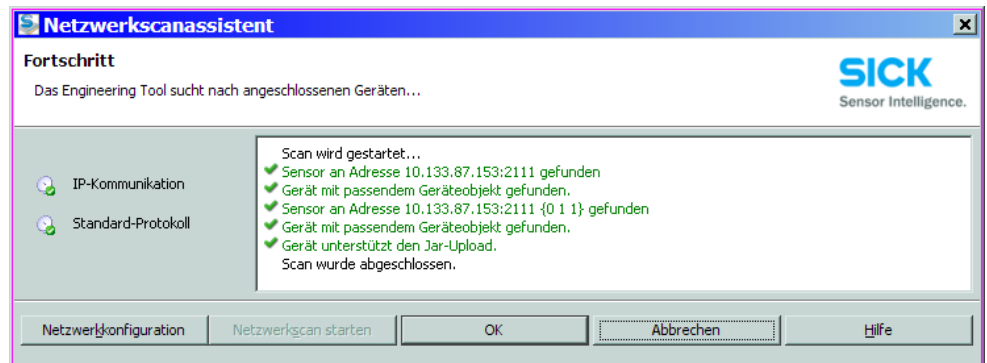 Netzwerkscanassistent
Fortschritt
Das Engineering Tool sucht nach angeschlossenen Geräten...
SICK
Sensor Intelligence.
IP-Kommunikation
Standard-Protokoll
Scan wird gestartet...
Sensor an Adresse 10.133.87.153:2111 gefunden
Gerät mit passendem Geräteobjekt gefunden.
Sensor an Adresse 10.133.87.153:2111 {0 1 1} gefunden
Gerät mit passendem Geräteobjekt gefunden.
Gerät unterstützt den Jar-Upload.
Scan wurde abgeschlossen.
Netzwerkkonfiguration
Netzwerkscan starten
OK
Abbrechen
Hilfe